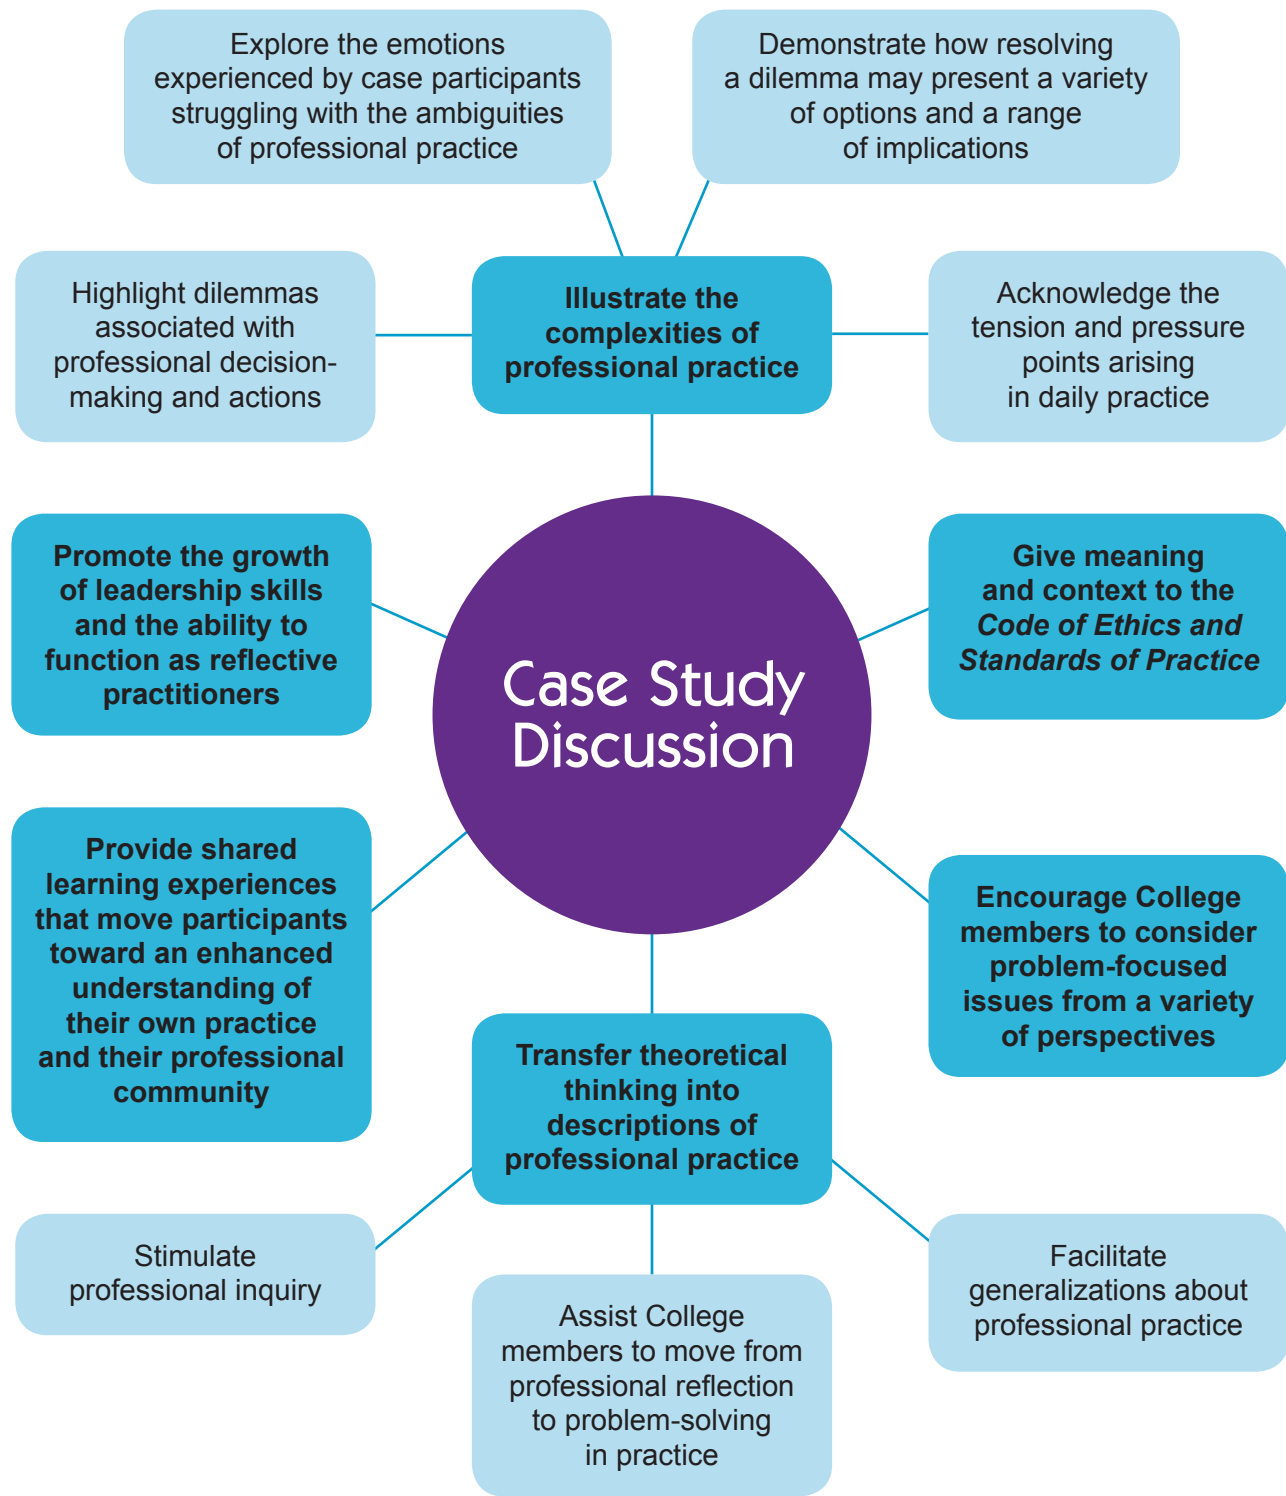 Explore the emotions
experienced by case participants
struggling with the ambiguities
of professional practice
Demonstrate how resolving
a dilemma may present a variety
of options and a range
of implications
Highlight dilemmas
associated with
professional decision-
making and actions
Illustrate the
complexities of
professional practice
Acknowledge the
tension and pressure
points arising
in daily practice
Promote the growth
of leadership skills
and the ability to
function as reflective
practitioners
Give meaning
and context to the
Code of Ethics and
Standards of Practice
Case Study
Discussion
Provide shared
learning experiences
that move participants
toward an enhanced
understanding of
their own practice
and their professional
community
Encourage College
members to consider
problem-focused
issues from a variety
of perspectives
Transfer theoretical
thinking into
descriptions of
professional practice
Stimulate
professional inquiry
Assist College
members to move from
professional reflection
to problem-solving
in practice
Facilitate
generalizations about
professional practice